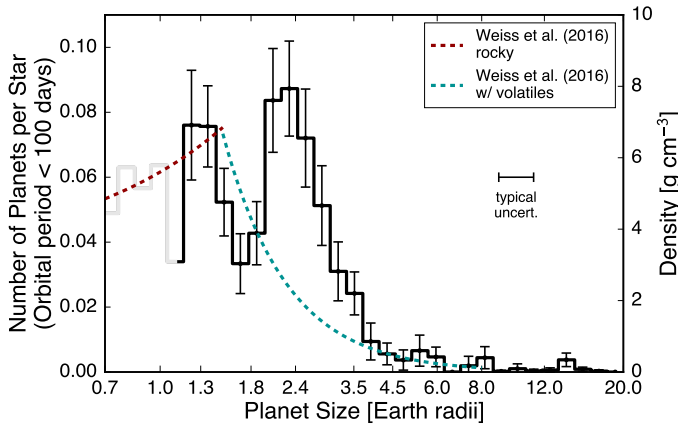 Weiss et al. (2016)
rocky
Weiss et al. (2016)
w/ volatiles
typical
uncert.
Number of Planets per Star
(Orbital period < 100 days)
0.10
0.08
0.06
0.04
0.02
0.00
10
8
6
4
2
0
Density [g cm⁻³]
0.7 1.0 1.3 1.8 2.4 3.5 4.5 6.0 8.0 12.0 20.0
Planet Size [Earth radii]